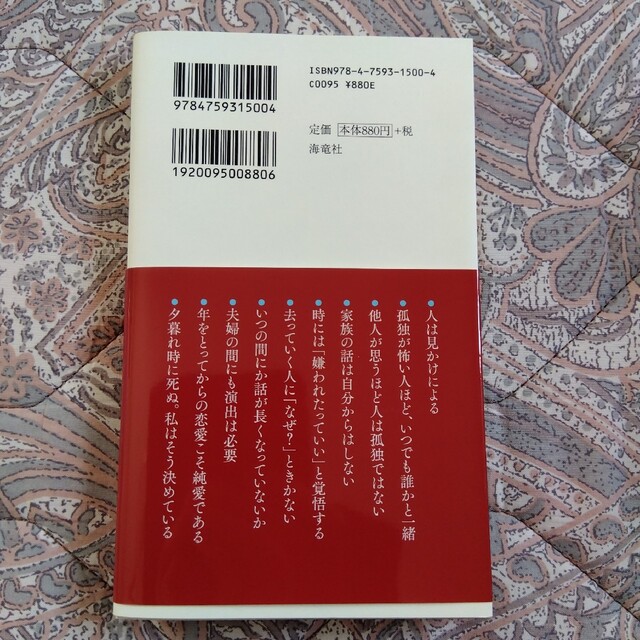 9784759315004
1920095008806
ISBN978-4-7593-1500-4
C0095 ¥880E
定価 本体880円+税
海竜社
●人は見かけによる
●孤独が怖い人ほど、いつでも誰かと一緒
●他人が思うほど人は孤独ではない
●家族の話は自分からはしない
●時には「嫌われたっていい」と覚悟する
●去っていく人に「なぜ?」ときかない
●いつの間にか話が長くなっていないか
●夫婦の間にも演出は必要
●年をとってからの恋愛こそ純愛である
●夕暮れ時に死ぬ。私はそう決めている